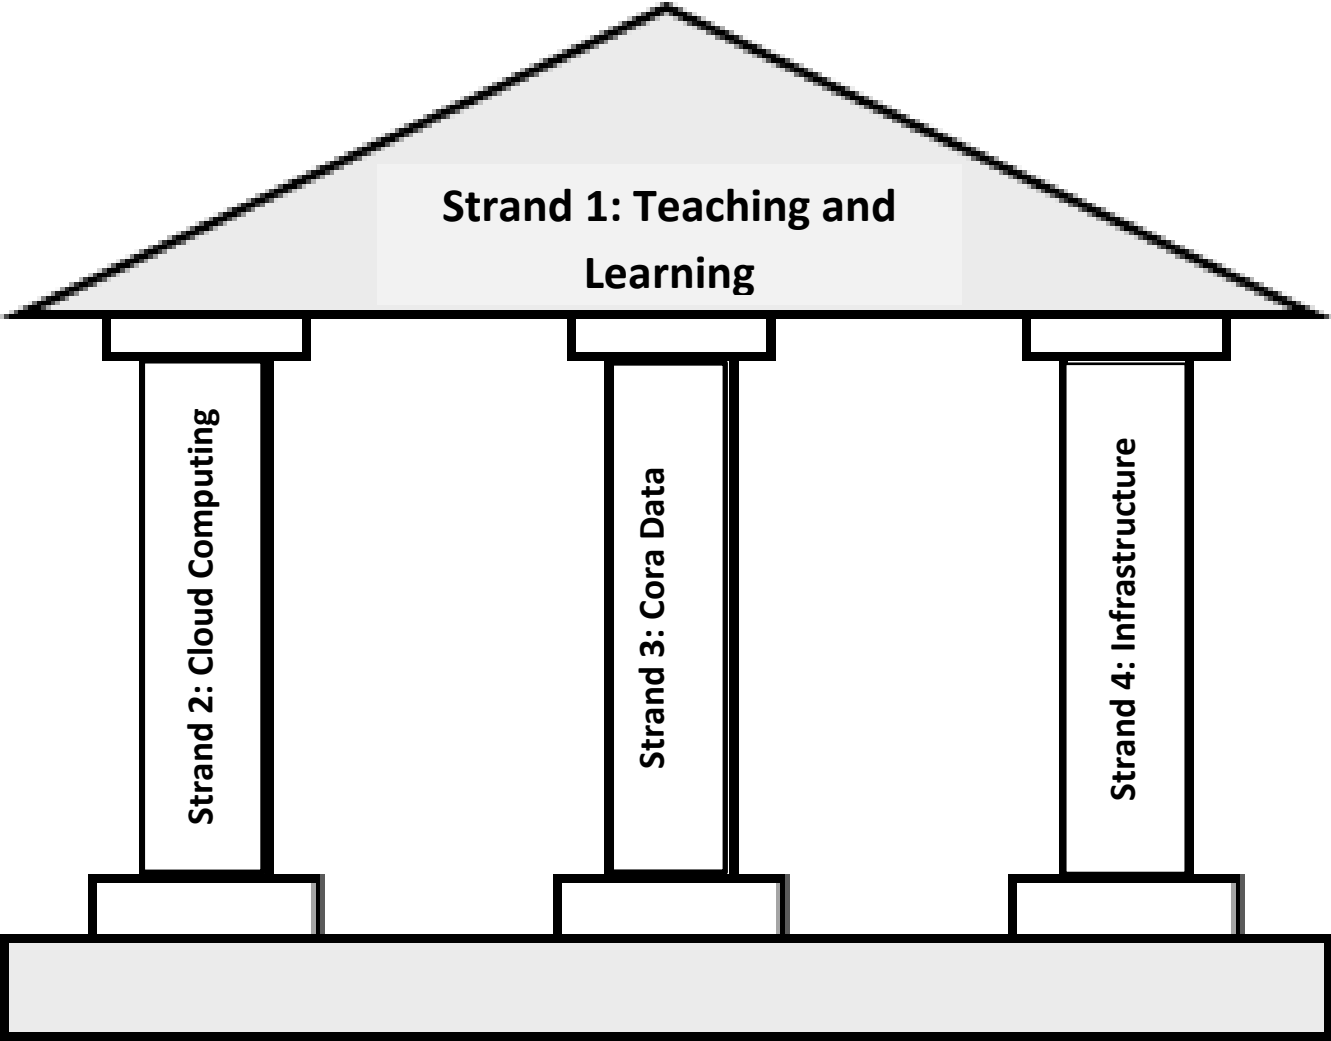 Strand 1: Teaching and
Learning
Strand 2: Cloud Computing
Strand 3: Cora Data
Strand 4: Infrastructure